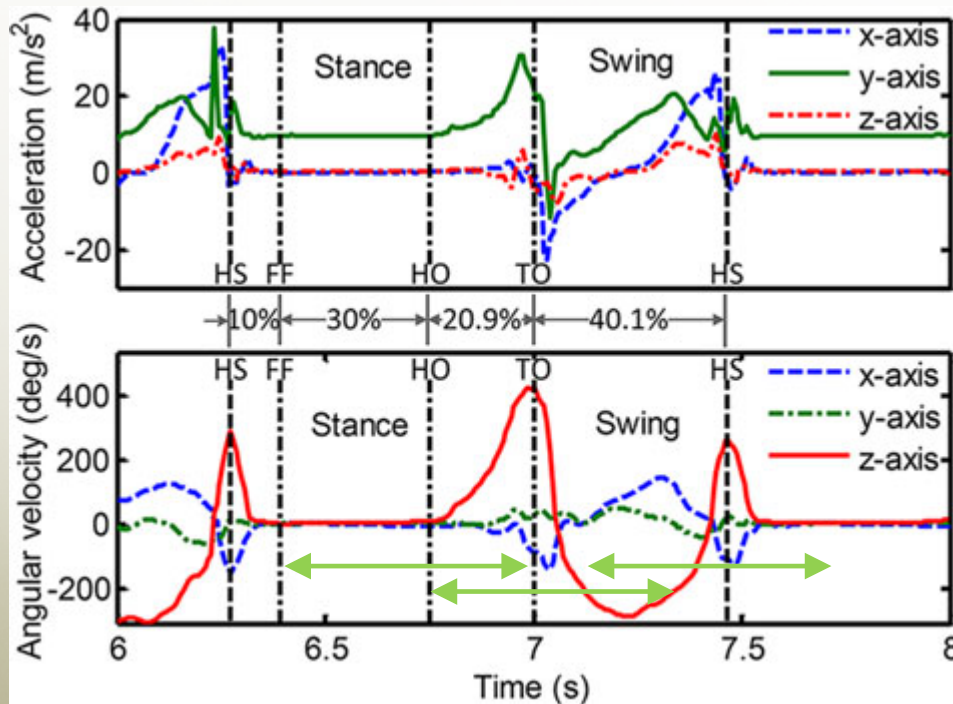 40
20
0
-20
Acceleration (m/s²)
Stance
Swing
x-axis
y-axis
z-axis
HS FF HO TO HS
10% 30% 20.9% 40.1%
HS FF HO TO HS
400
200
0
-200
Angular velocity (deg/s)
Stance
Swing
x-axis
y-axis
z-axis
6 6.5 7 7.5 8
Time (s)